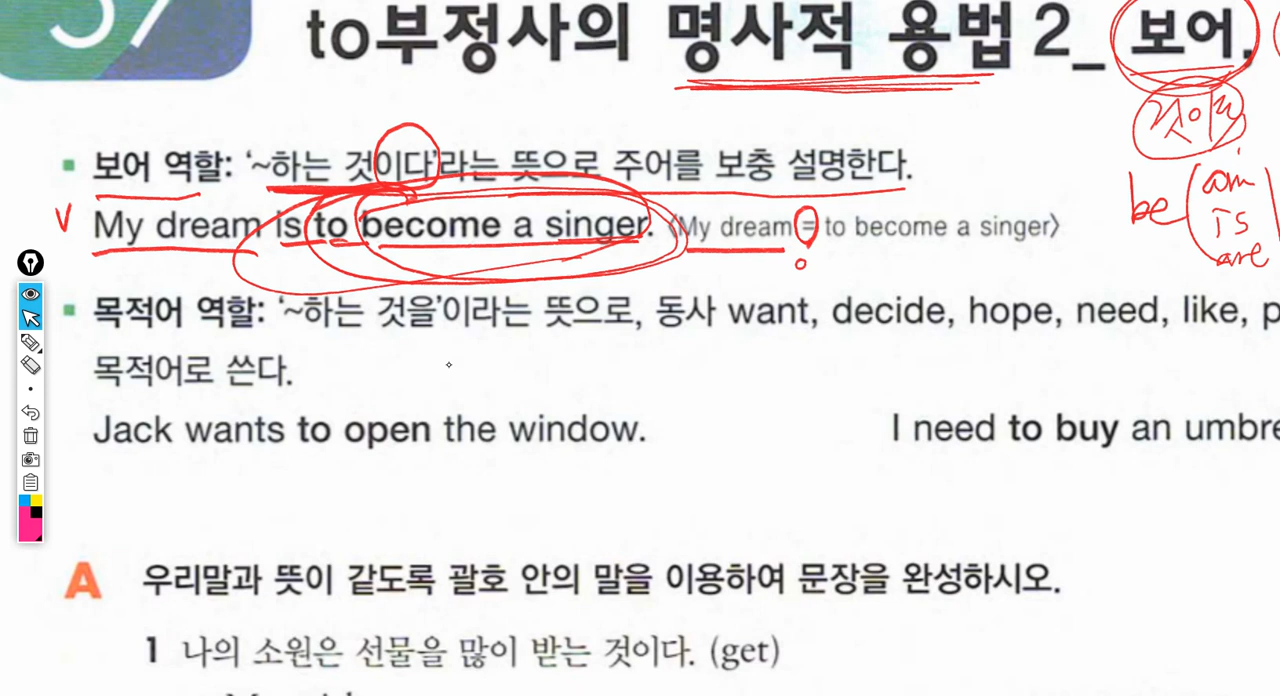 37
to부정사의 명사적 용법 2_ 보어,
것이다
be am
is
are
보어 역할: '~하는 것이다'라는 뜻으로 주어를 보충 설명한다.
My dream is to become a singer. 〈My dream = to become a singer〉
목적어 역할: '~하는 것을'이라는 뜻으로, 동사 want, decide, hope, need, like, p
목적어로 쓴다.
Jack wants to open the window.
I need to buy an umbre
A 우리말과 뜻이 같도록 괄호 안의 말을 이용하여 문장을 완성하시오.
1 나의 소원은 선물을 많이 받는 것이다. (get)